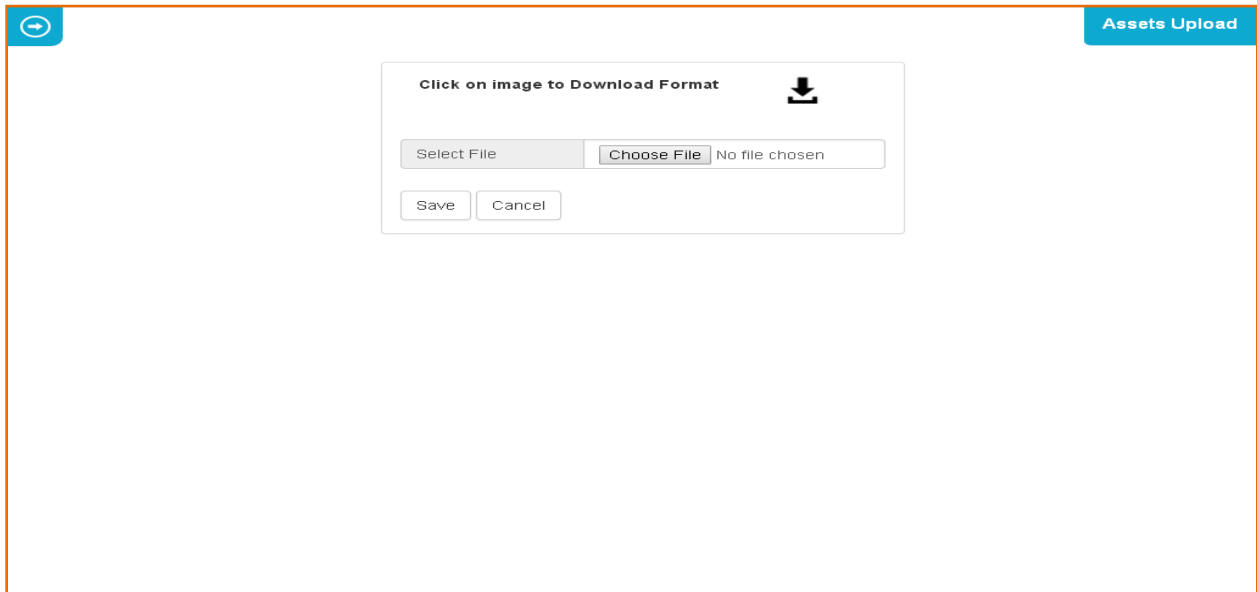 Assets Upload
Click on image to Download Format
Select File Choose File No file chosen
Save Cancel